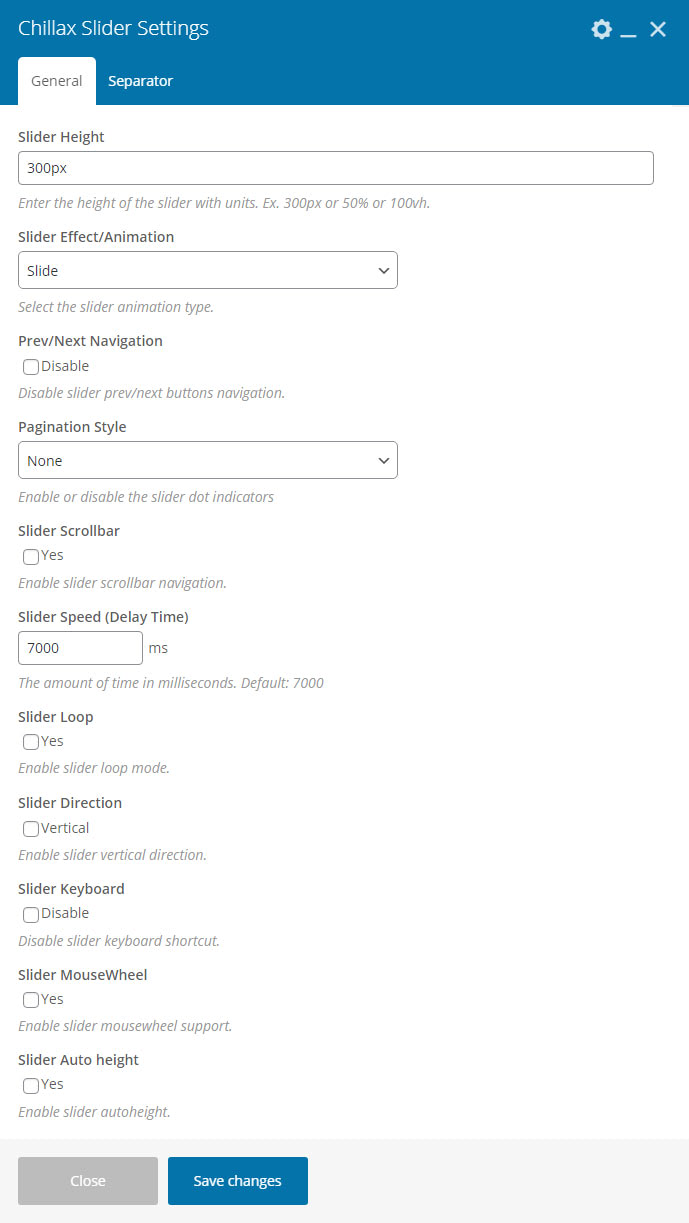 Chillax Slider Settings
General Separator
Slider Height
300px
Enter the height of the slider with units. Ex. 300px or 50% or 100vh.
Slider Effect/Animation
Slide
Select the slider animation type.
Prev/Next Navigation
Disable
Disable slider prev/next buttons navigation.
Pagination Style
None
Enable or disable the slider dot indicators
Slider Scrollbar
Yes
Enable slider scrollbar navigation.
Slider Speed (Delay Time)
7000 ms
The amount of time in milliseconds. Default: 7000
Slider Loop
Yes
Enable slider loop mode.
Slider Direction
Vertical
Enable slider vertical direction.
Slider Keyboard
Disable
Disable slider keyboard shortcut.
Slider MouseWheel
Yes
Enable slider mousewheel support.
Slider Auto height
Yes
Enable slider autoheight.
Close Save changes